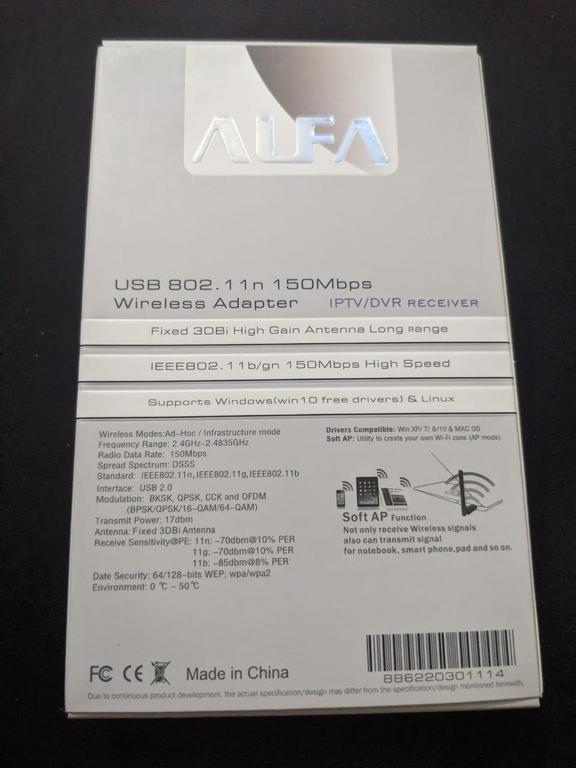 ALFA
USB 802.11n 150Mbps
Wireless Adapter IPTV/DVR RECEIVER
Fixed 3DBi High Gain Antenna Long Range
IEEE802.11b/gn 150Mbps High Speed
Supports Windows(win10 free drivers) & Linux
Wireless Modes:Ad-Hoc / Infrastructure mode
Frequency Range: 2.4GHz-2.4835GHz
Radio Data Rate: 150Mbps
Spread Spectrum: DSSS
Standard: IEEE802.11n,IEEE802.11g,IEEE802.11b
Interface: USB 2.0
Modulation: BKSK, QPSK, CCK and OFDM
(BPSK/QPSK/16-QAM/64-QAM)
Transmit Power: 17dbm
Antenna: Fixed 3DBi Antenna
Receive Sensitivity@PE: 11n: -70dbm@10% PER
11g: -70dbm@10% PER
11b: -85dbm@8% PER
Date Security: 64/128-bits WEP; wpa/wpa2
Environment: 0 ℃ - 50℃
Drivers Compatible: Win XP/ 7/ 8/10 & MAC OS
Soft AP: Utility to create your own Wi-Fi zone (AP mode)
Soft AP Function
Not only receive Wireless signals
also can transmit signal
for notebook, smart phone,pad and so on.
FC CE Made in China
886220301114
Due to continuous product development, the actual specification/design may differ from the specification/design mentioned herewith.